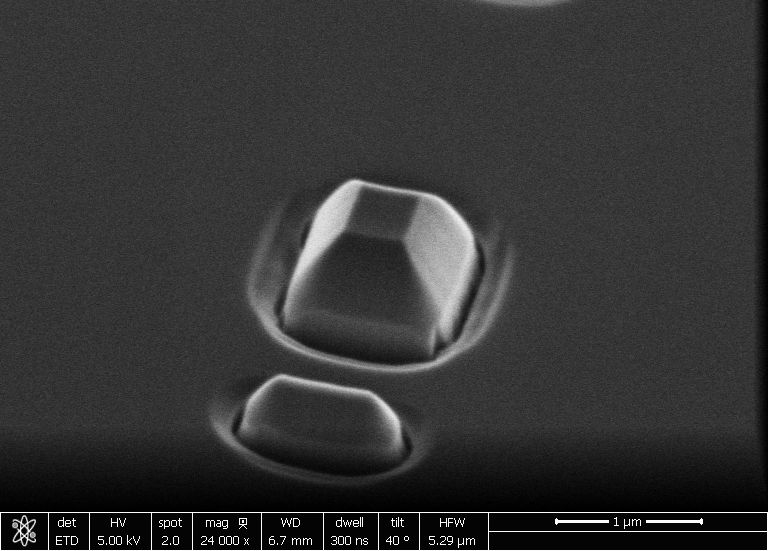 det HV spot mag WD dwell tilt HFW 1 µm
ETD 5.00 kV 2.0 24 000 x 6.7 mm 300 ns 40 ° 5.29 µm